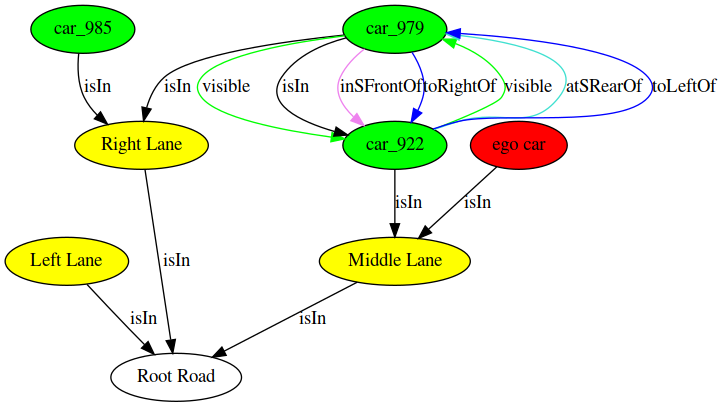 car_985
car_979
isIn
isIn
visible
isIn
inSFrontOf
toRightOf
visible
atSRearOf
toLeftOf
Right Lane
car_922
ego car
isIn
isIn
Left Lane
isIn
Middle Lane
isIn
isIn
Root Road